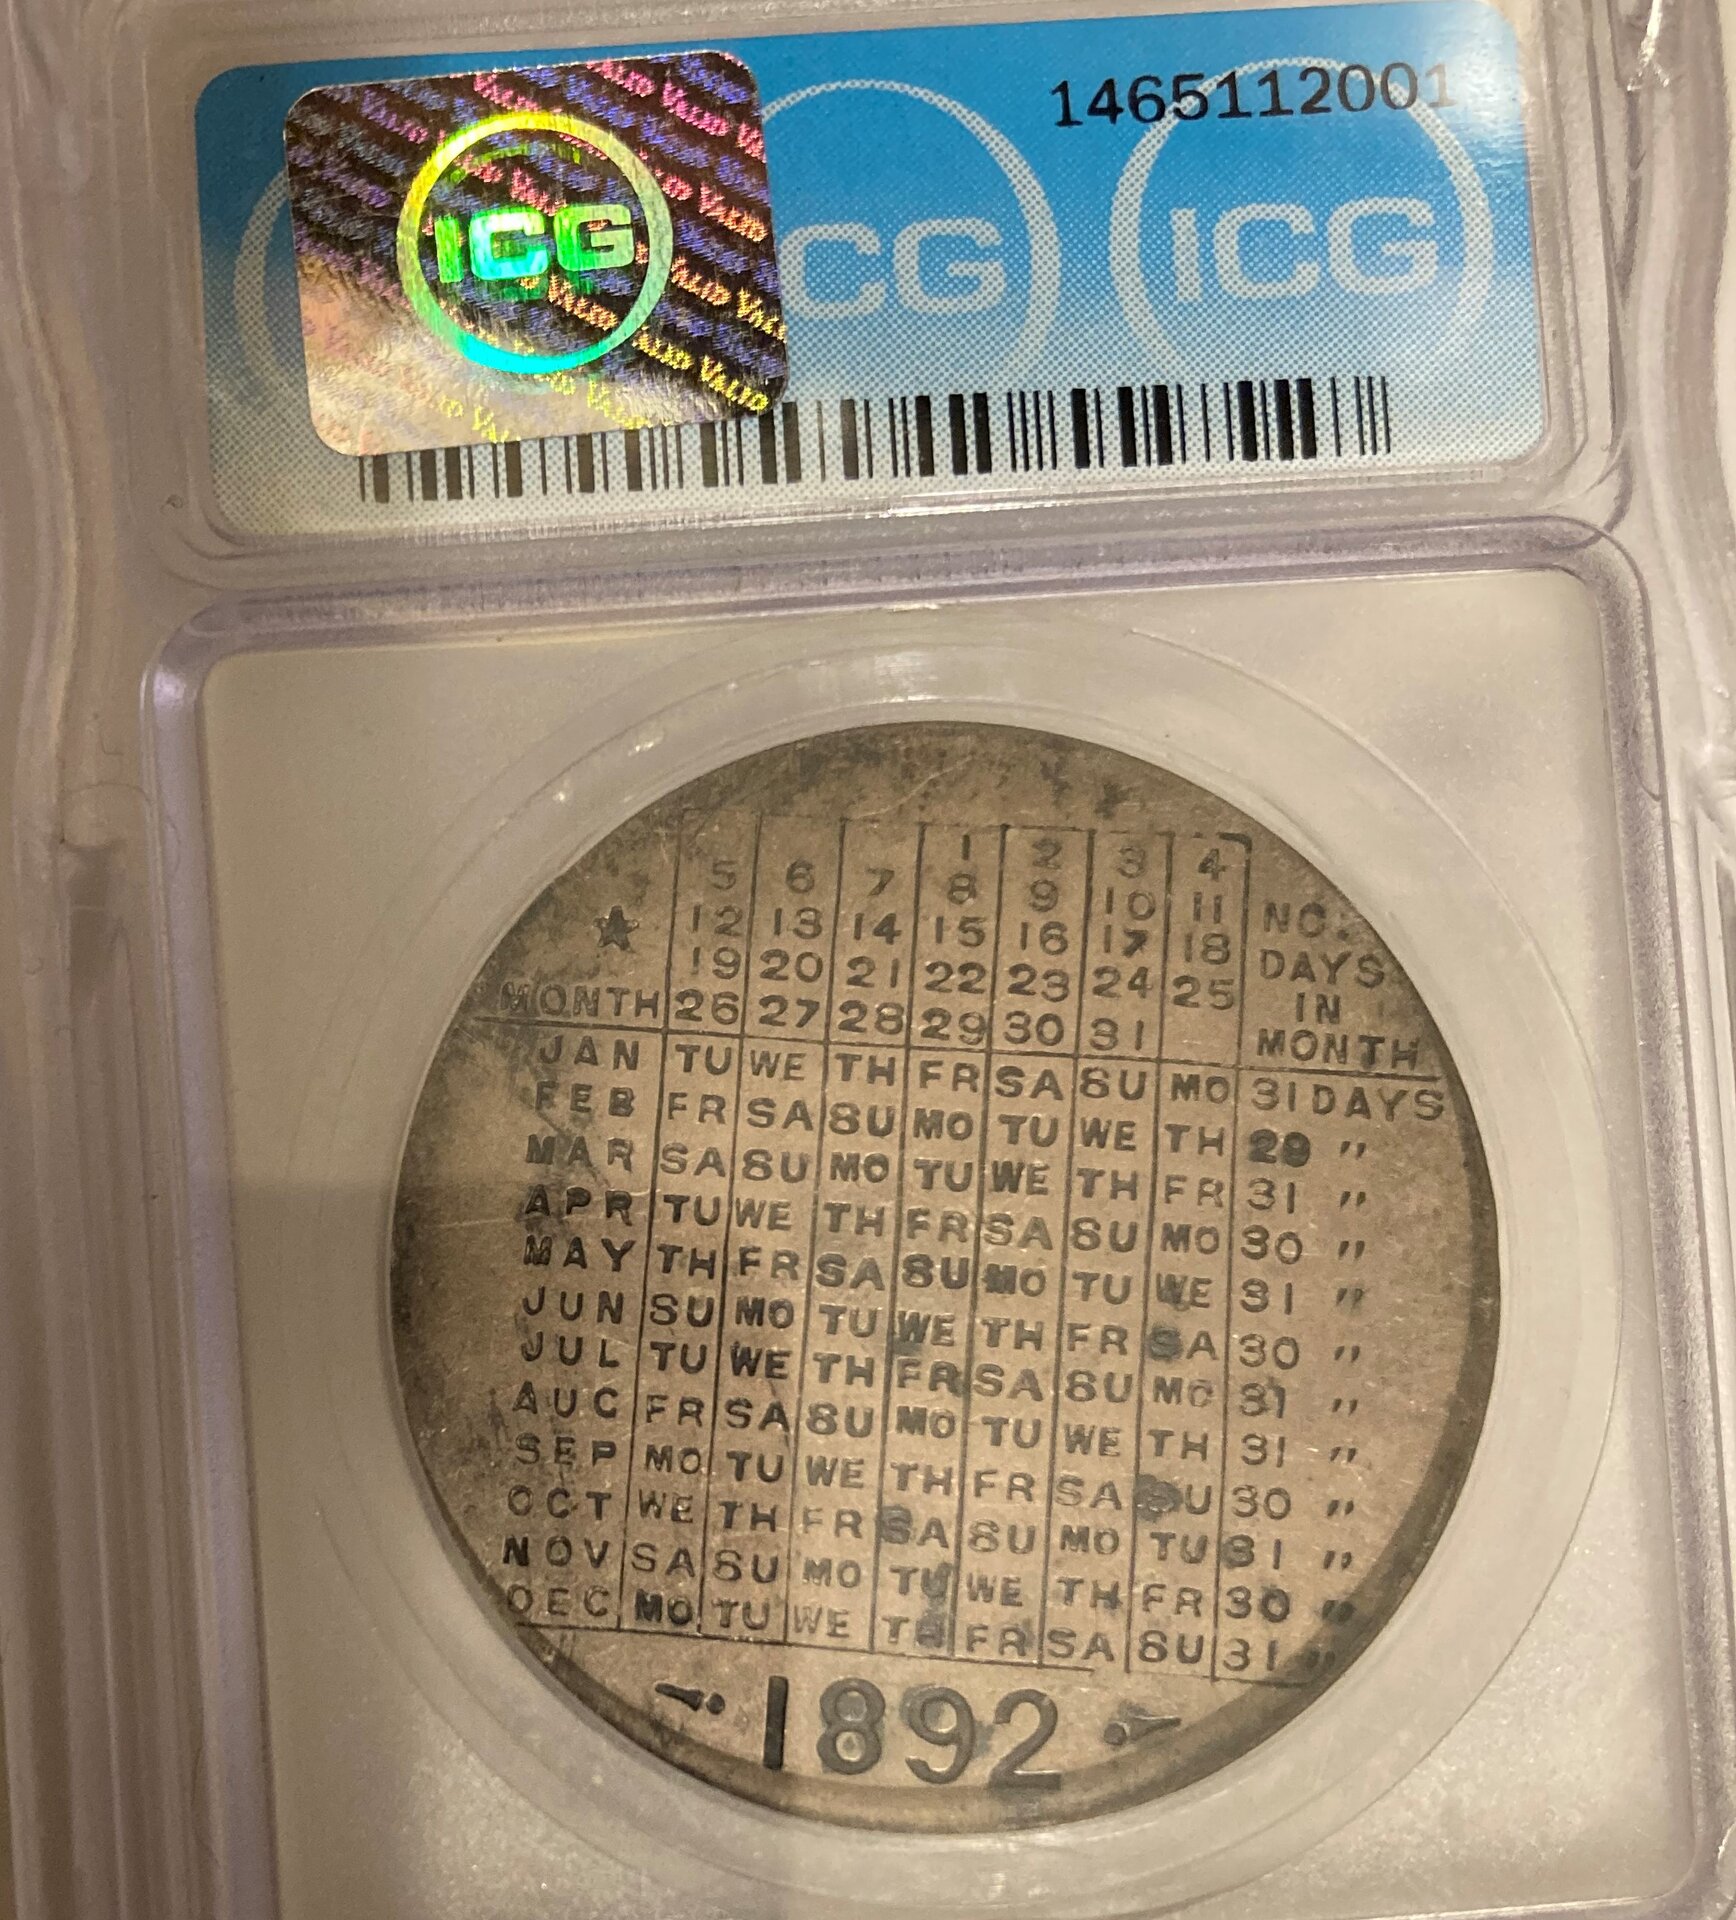 1465112001
VALID VALID VALID
ICG
CG
ICG
1 2 3 4
5 6 7 8 9 10 11 NO.
12 13 14 15 16 17 18 DAYS
19 20 21 22 23 24 25 IN
MONTH 26 27 28 29 30 31 MONTH
JAN TU WE TH FR SA SU MO 31 DAYS
FEB FR SA SU MO TU WE TH 29 "
MAR SA SU MO TU WE TH FR 31 "
APR TU WE TH FR SA SU MO 30 "
MAY TH FR SA SU MO TU WE 31 "
JUN SU MO TU WE TH FR SA 30 "
JUL TU WE TH FR SA SU MO 31 "
AUG FR SA SU MO TU WE TH 31 "
SEP MO TU WE TH FR SA SU 30 "
OCT WE TH FR SA SU MO TU 31 "
NOV SA SU MO TU WE TH FR 30 "
DEC MO TU WE TH FR SA SU 31 "
1892